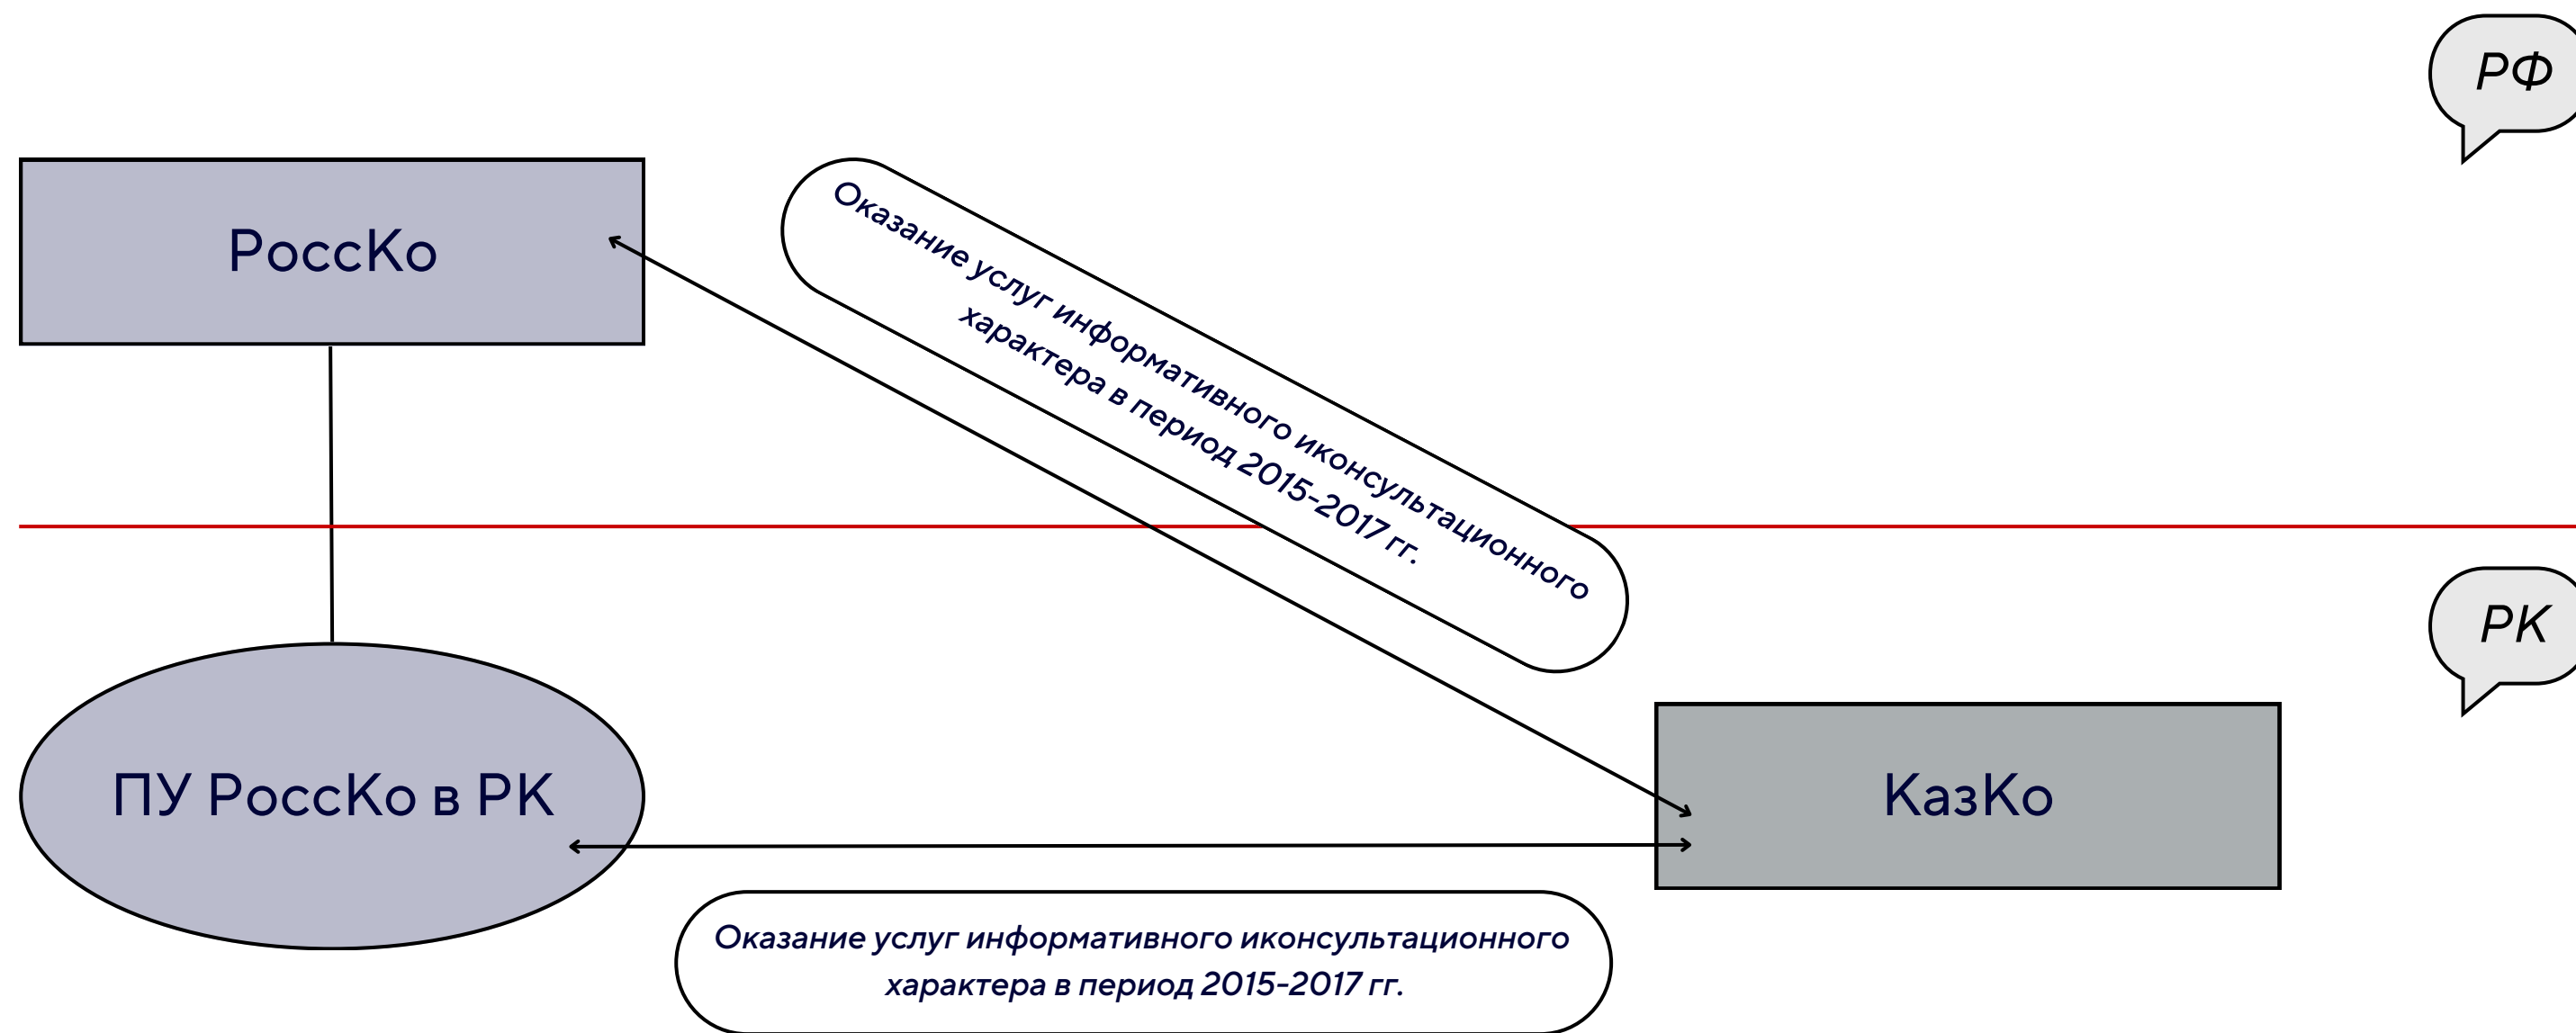 РФ
РоссКо
Оказание услуг информативного иконсультационного
характера в период 2015-2017 гг.
РК
ПУ РоссКо в РК
КазКо
Оказание услуг информативного иконсультационного
характера в период 2015-2017 гг.